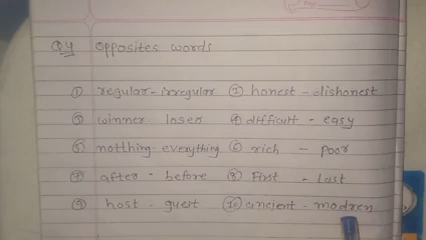 Q4 Opposites words
① regular - irregular ② honest - dishonest
③ winner loser ④ difficult - easy
⑤ notthing - everything ⑥ rich - poor
⑦ after - before ⑧ First - last
⑨ host - guest ⑩ ancient - modren